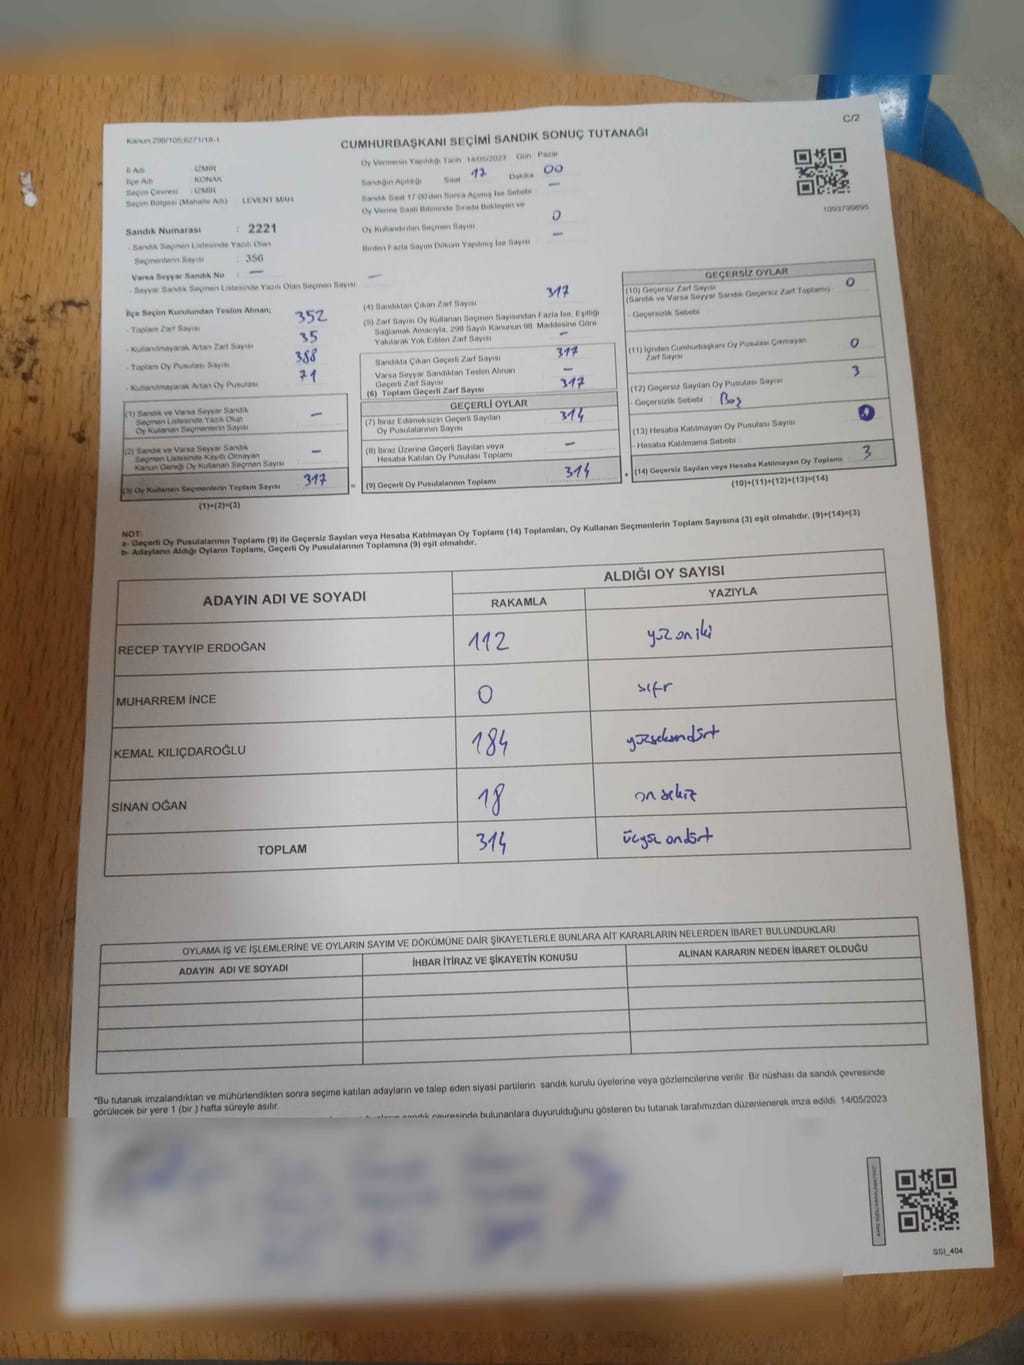 Kanun:298/105,6271/18-1
C/2
CUMHURBAŞKANI SEÇİMİ SANDIK SONUÇ TUTANAĞI
İl Adı : İZMİR
İlçe Adı : KONAK
Seçim Çevresi : İZMİR
Seçim Bölgesi (Mahalle Adı) LEVENT MAH.
Oy Vermenin Yapıldığı Tarih 14/05/2023 Gün Pazar
Sandığın Açıldığı Saat 17 Dakika 00
Sandık Saat 17.00'den Sonra Açılmış İse Sebebi —
Oy Verme Saati Bitiminde Sırada Bekleyen ve
Oy Kullandırılan Seçmen Sayısı 0
Birden Fazla Sayım Döküm Yapılmış İse Sayısı —
1093799895
Sandık Numarası : 2221
- Sandık Seçmen Listesinde Yazılı Olan
Seçmenlerin Sayısı : 356
Varsa Seyyar Sandık No : —
- Seyyar Sandık Seçmen Listesinde Yazılı Olan Seçmen Sayısı —
İlçe Seçim Kurulundan Teslim Alınan;
- Toplam Zarf Sayısı 352
- Kullanılmayarak Artan Zarf Sayısı 35
- Toplam Oy Pusulası Sayısı 388
- Kullanılmayarak Artan Oy Pusulası 71
(1) Sandık ve Varsa Seyyar Sandık
Seçmen Listesinde Yazılı Olup
Oy Kullanan Seçmenlerin Sayısı —
(2) Sandık ve Varsa Seyyar Sandık
Seçmen Listesinde Kayıtlı Olmayan
Kanun Gereği Oy Kullanan Seçmen Sayısı —
(3) Oy Kullanan Seçmenlerin Toplam Sayısı 317 =
(1)+(2)=(3)
(4) Sandıktan Çıkan Zarf Sayısı 317
(5) Zarf Sayısı Oy Kullanan Seçmen Sayısından Fazla İse, Eşitliği
Sağlamak Amacıyla, 298 Sayılı Kanunun 98. Maddesine Göre
Yakılarak Yok Edilen Zarf Sayısı —
Sandıkta Çıkan Geçerli Zarf Sayısı 317
Varsa Seyyar Sandıktan Teslim Alınan
Geçerli Zarf Sayısı —
(6) Toplam Geçerli Zarf Sayısı 317
GEÇERLİ OYLAR
(7) İtiraz Edilmeksizin Geçerli Sayılan
Oy Pusulalarının Sayısı 314
(8) İtiraz Üzerine Geçerli Sayılan veya
Hesaba Katılan Oy Pusulası Toplamı —
(9) Geçerli Oy Pusulalarının Toplamı 314 +
GEÇERSİZ OYLAR
(10) Geçersiz Zarf Sayısı 0
(Sandık ve Varsa Seyyar Sandık Geçersiz Zarf Toplamı)
- Geçersizlik Sebebi
(11) İçinden Cumhurbaşkanı Oy Pusulası Çıkmayan
Zarf Sayısı 0
(12) Geçersiz Sayılan Oy Pusulası Sayısı 3
- Geçersizlik Sebebi : Boş
(13) Hesaba Katılmayan Oy Pusulası Sayısı
- Hesaba Katılmama Sebebi
(14) Geçersiz Sayılan veya Hesaba Katılmayan Oy Toplamı 3
(10)+(11)+(12)+(13)=(14)
NOT:
a- Geçerli Oy Pusulalarının Toplamı (9) ile Geçersiz Sayılan veya Hesaba Katılmayan Oy Toplamı (14) Toplamları, Oy Kullanan Seçmenlerin Toplam Sayısına (3) eşit olmalıdır. (9)+(14)=(3)
b- Adayların Aldığı Oyların Toplamı, Geçerli Oy Pusulalarının Toplamına (9) eşit olmalıdır.
ADAYIN ADI VE SOYADI ALDIĞI OY SAYISI
RAKAMLA YAZIYLA
RECEP TAYYİP ERDOĞAN 112 yüz on iki
MUHARREM İNCE 0 sıfır
KEMAL KILIÇDAROĞLU 184 yüzseksendört
SİNAN OĞAN 18 on sekiz
TOPLAM 314 üçyüz ondört
OYLAMA İŞ VE İŞLEMLERİNE VE OYLARIN SAYIM VE DÖKÜMÜNE DAİR ŞİKAYETLERLE BUNLARA AİT KARARLARIN NELERDEN İBARET BULUNDUKLARI
ADAYIN ADI VE SOYADI İHBAR İTİRAZ VE ŞİKAYETİN KONUSU ALINAN KARARIN NEDEN İBARET OLDUĞU
"Bu tutanak imzalandıktan ve mühürlendikten sonra seçime katılan adayların ve talep eden siyasi partilerin sandık kurulu üyelerine veya gözlemcilerine verilir. Bir nüshası da sandık çevresinde
görülecek bir yere 1 (bir ) hafta süreyle asılır.
sandık çevresinde bulunanlara duyurulduğunu gösteren bu tutanak tarafımızdan düzenlenerek imza edildi. 14/05/2023
SSI_404